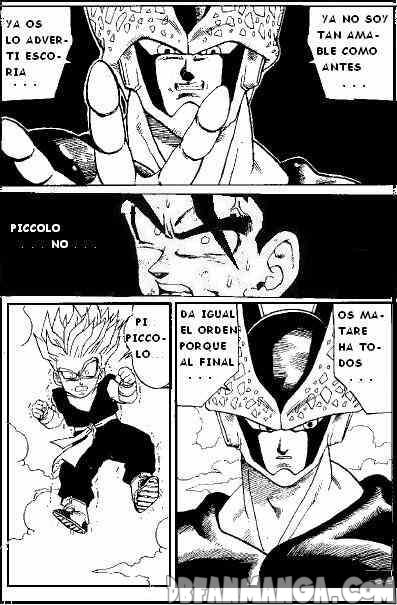 YA OS
LO ADVER-
TI ESCO-
RIA
. . .
YA NO SOY
TAN AMA-
BLE COMO
ANTES
. . .
PICCOLO
. . . . NO . . .
PI
PICCO-
LO...
DA IGUAL
EL ORDEN
PORQUE
AL FINAL
. . .
OS MA-
TARE
HA TO-
DOS
. . .
DBFANMANGA.COM